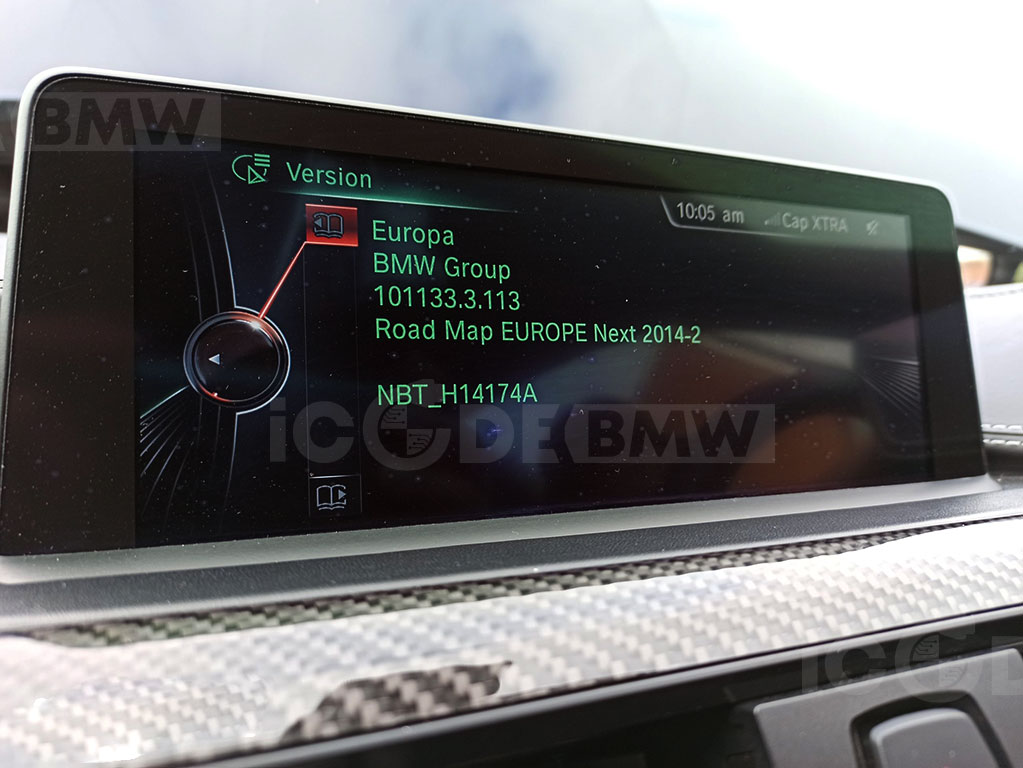 BMW
Version
10:05 am
Cap XTRA
Europa
BMW Group
101133.3.113
Road Map EUROPE Next 2014-2
NBT_H14174A
iCODE BMW
iCODE